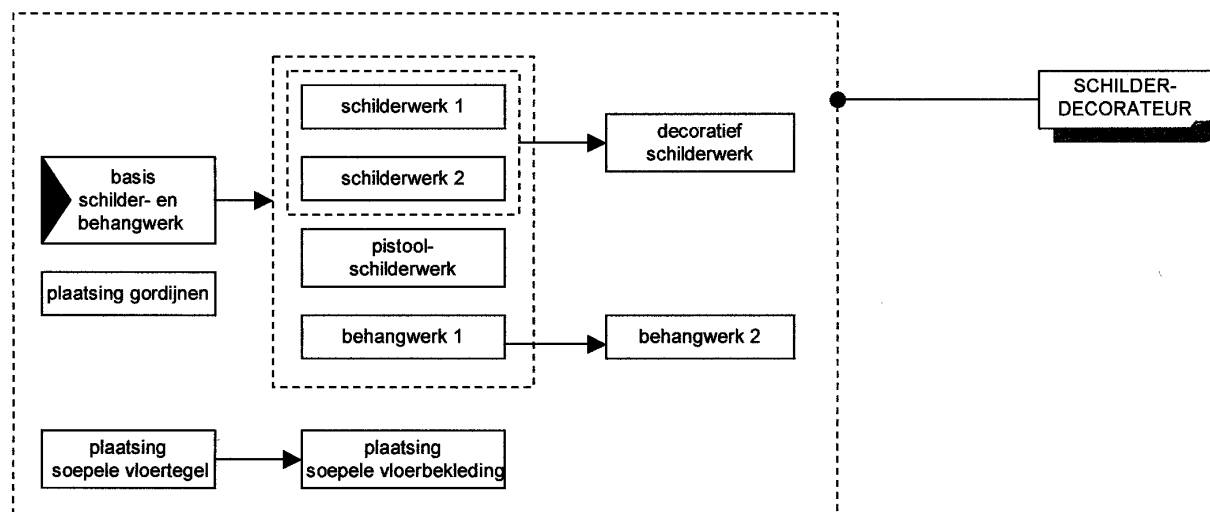 schilderwerk 1
schilderwerk 2
pistool-
schilderwerk
behangwerk 1
basis
schilder- en
behangwerk
plaatsing gordijnen
decoratief
schilderwerk
behangwerk 2
plaatsing
soepele vloertegel
plaatsing
soepele vloerbekleding
SCHILDER-
DECORATEUR